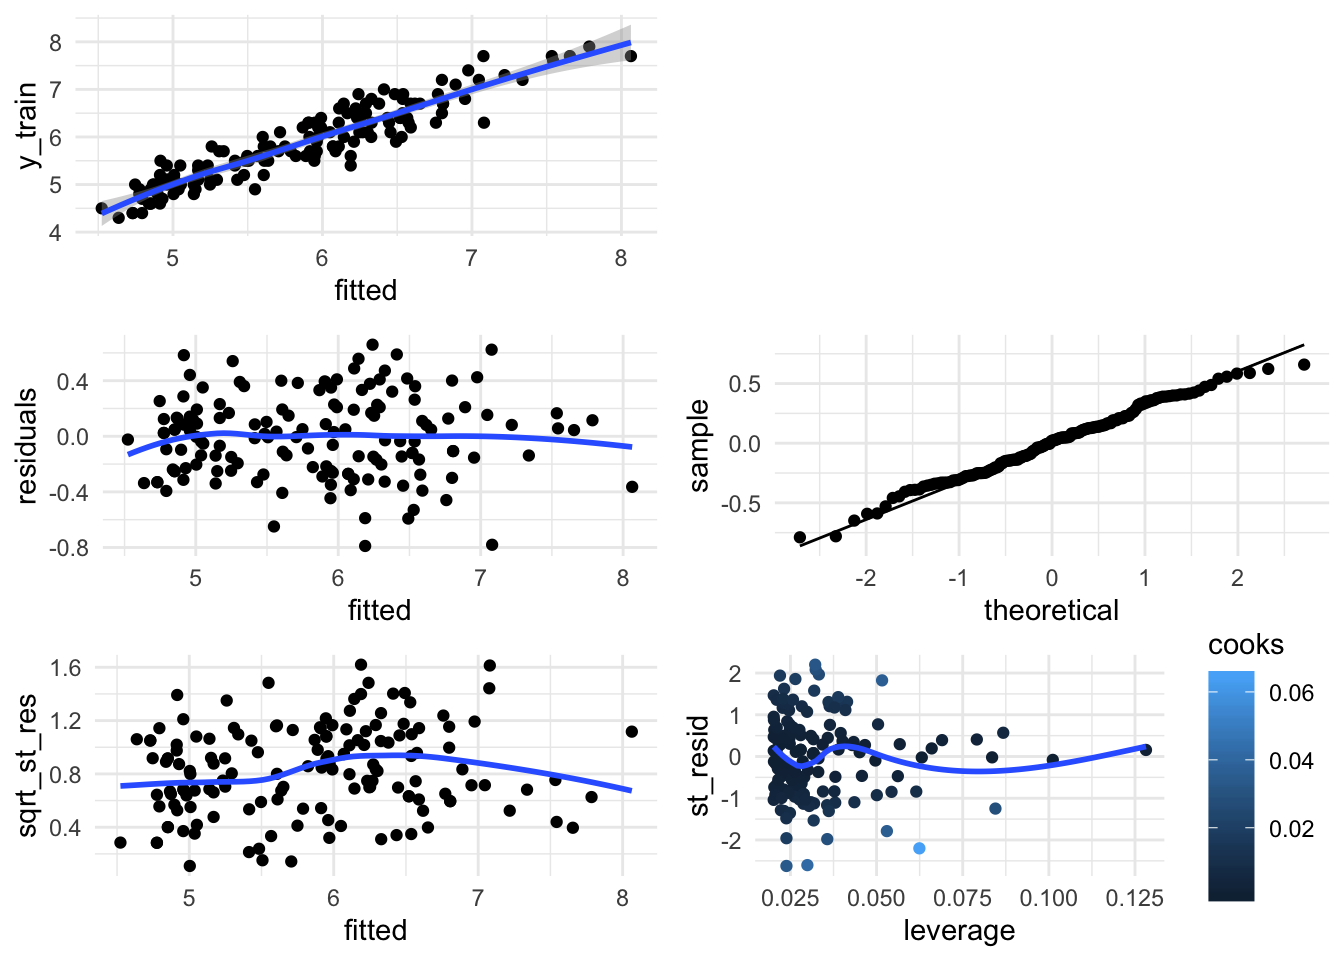 8
7
6
5
4
y_train
5 6 7 8
fitted
0.4
0.0
-0.4
-0.8
residuals
5 6 7 8
fitted
0.5
0.0
-0.5
sample
-2 -1 0 1 2
theoretical
1.6
1.2
0.8
0.4
sqrt_st_res
5 6 7 8
fitted
2
1
0
-1
-2
st_resid
0.025 0.050 0.075 0.100 0.125
leverage
cooks
0.06
0.04
0.02